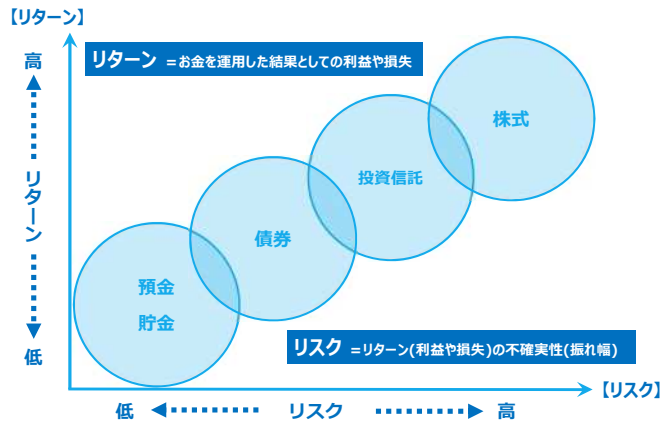 【リターン】
高
リターン
低
リターン =お金を運用した結果としての利益や損失
株式
投資信託
債券
預金
貯金
リスク =リターン(利益や損失)の不確実性(振れ幅)
【リスク】
低 リスク 高